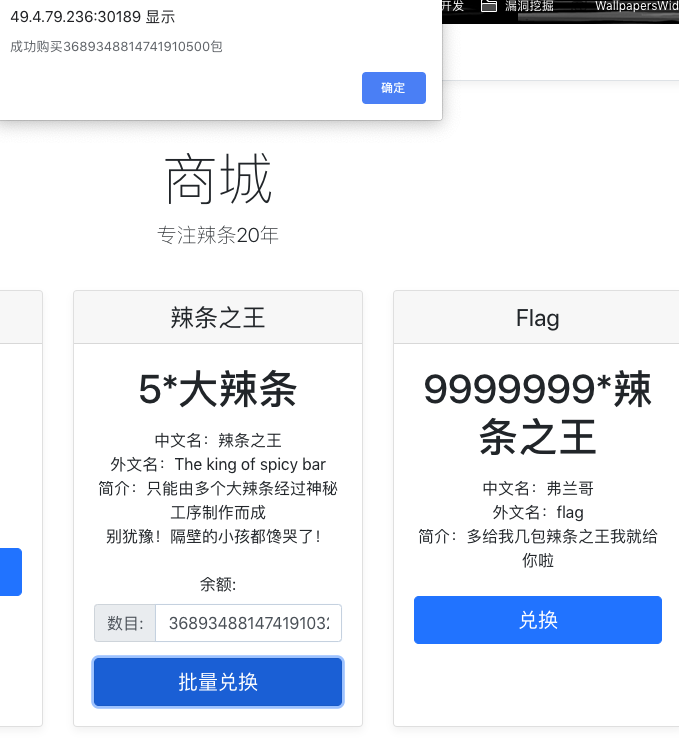 49.4.79.236:30189 显示
成功购买3689348814741910500包
确定
开发
漏洞挖掘
WallpapersWid
商城
专注辣条20年
辣条之王
5*大辣条
中文名：辣条之王
外文名：The king of spicy bar
简介：只能由多个大辣条经过神秘
工序制作而成
别犹豫！隔壁的小孩都馋哭了！
余额:
数目:
368934881474191032
批量兑换
Flag
9999999*辣
条之王
中文名：弗兰哥
外文名：flag
简介：多给我几包辣条之王我就给
你啦
兑换